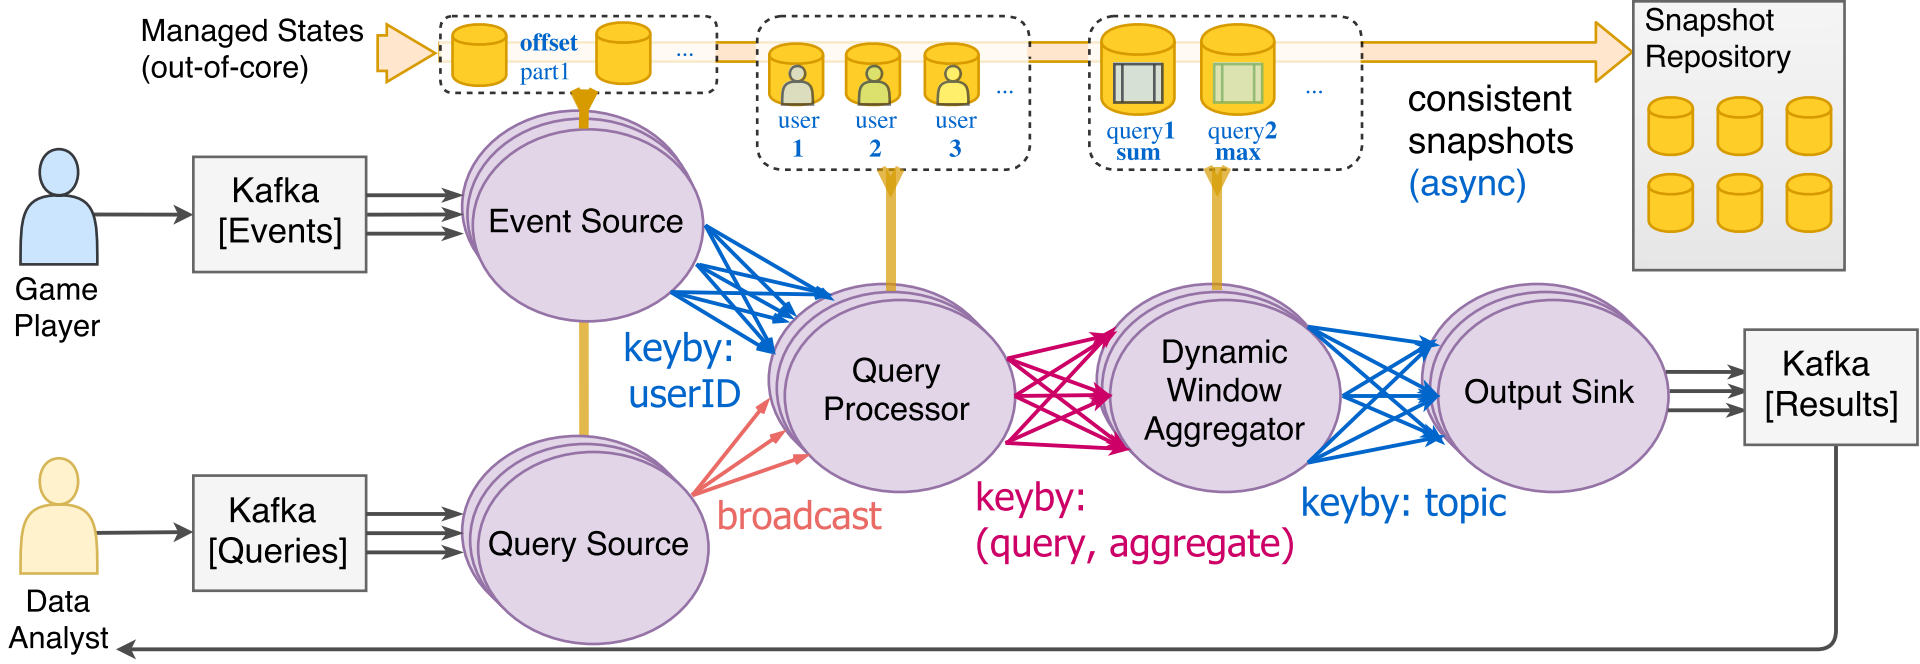 Managed States
(out-of-core)
offset
part1
...
user
1
user
2
user
3
...
query1
sum
query2
max
...
consistent
snapshots
(async)
Snapshot
Repository
Game
Player
Kafka
[Events]
Event Source
keyby:
userID
Query
Processor
Dynamic
Window
Aggregator
Output Sink
Kafka
[Results]
Data
Analyst
Kafka
[Queries]
Query Source
broadcast
keyby:
(query, aggregate)
keyby: topic